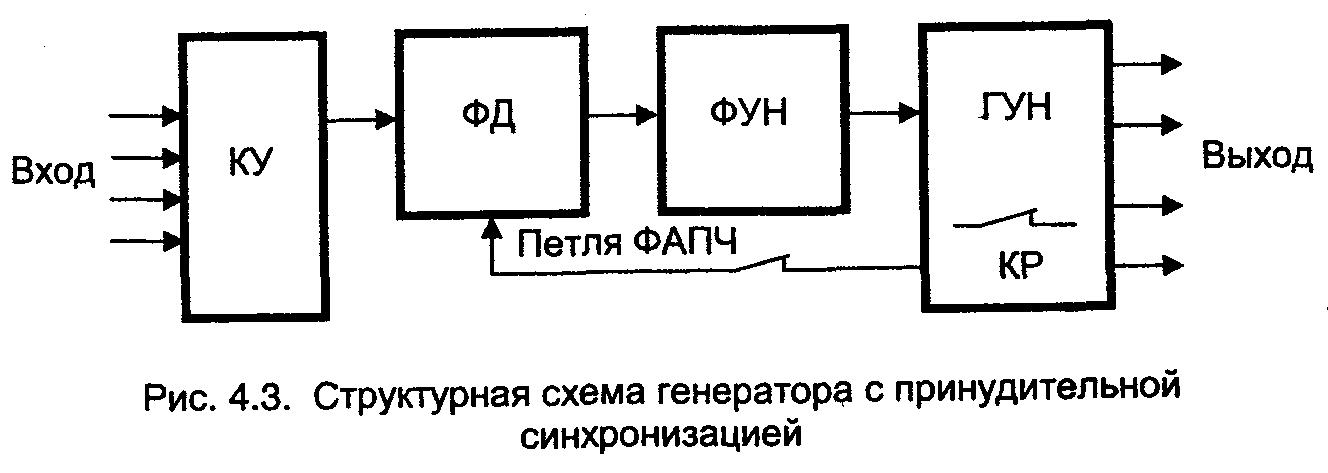 Вход
КУ
ФД
ФУН
ГУН
Выход
Петля ФАПЧ
КР
Рис. 4.3. Структурная схема генератора с принудительной
синхронизацией